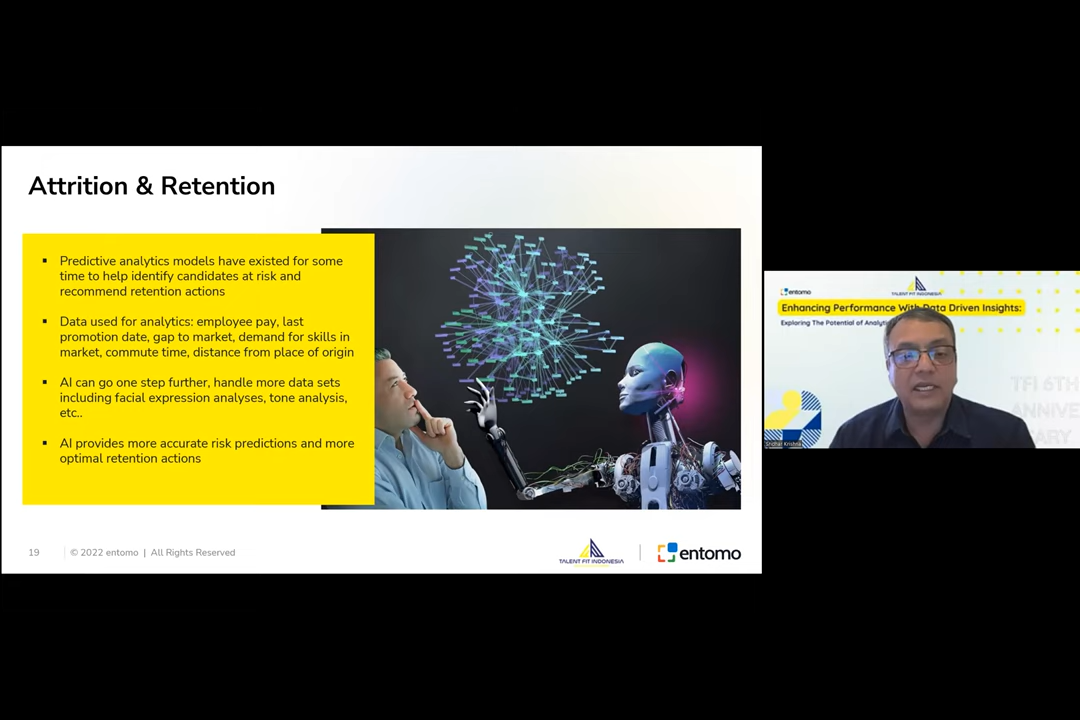 Attrition & Retention
▪ Predictive analytics models have existed for some
time to help identify candidates at risk and
recommend retention actions
▪ Data used for analytics: employee pay, last
promotion date, gap to market, demand for skills in
market, commute time, distance from place of origin
▪ AI can go one step further, handle more data sets
including facial expression analyses, tone analysis,
etc..
▪ AI provides more accurate risk predictions and more
optimal retention actions
19 | © 2022 entomo | All Rights Reserved
TALENT FIT INDONESIA
entomo
entomo
TALENT FIT INDONESIA
Enhancing Performance With Data Driven Insights:
Exploring The Potential of
TFI 6TH
ANNIVE
ARY
Sridhar Krishna